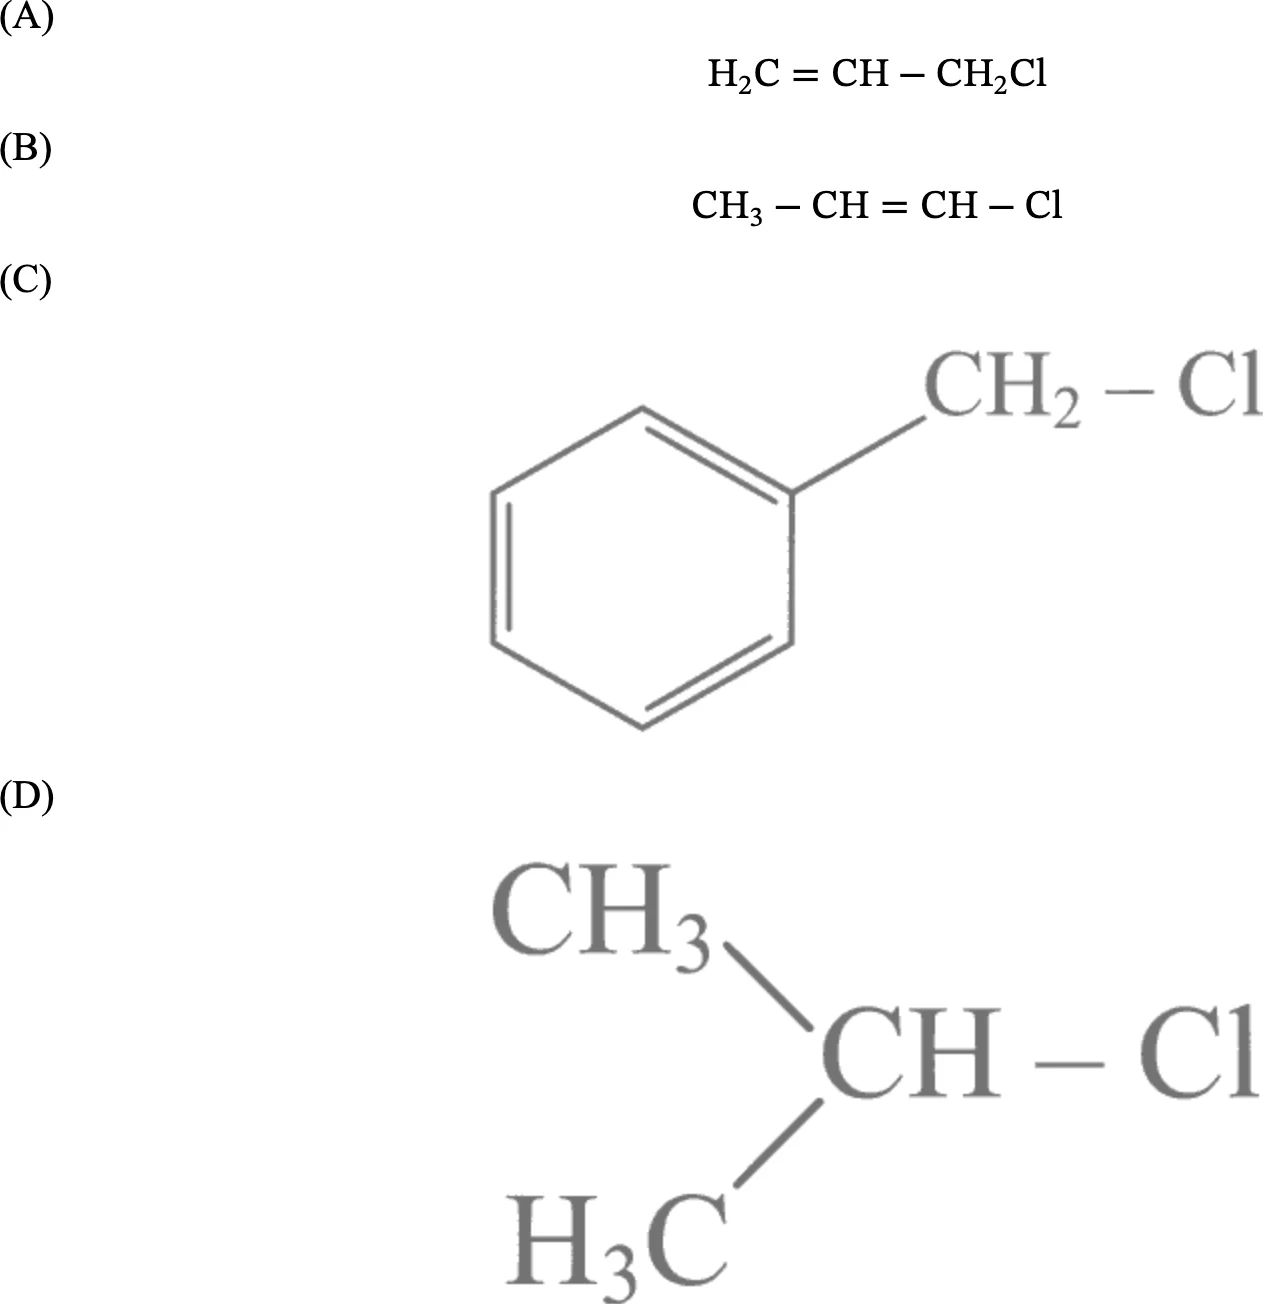 (A)
H₂C = CH – CH₂Cl
(B)
CH₃ – CH = CH – Cl
(C)
CH₂ – Cl
(D)
CH₃
CH – Cl
H₃C